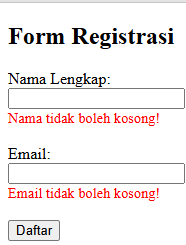 Form Registrasi
Nama Lengkap:
Nama tidak boleh kosong!
Email:
Email tidak boleh kosong!
Daftar